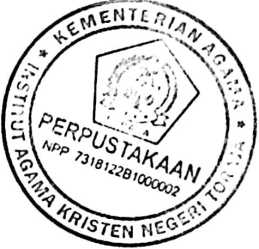 KEMENTERIAN AGAMA
PERPUSTAKAAN
NPP 7318122B1000002
INSTITUT AGAMA KRISTEN NEGERI